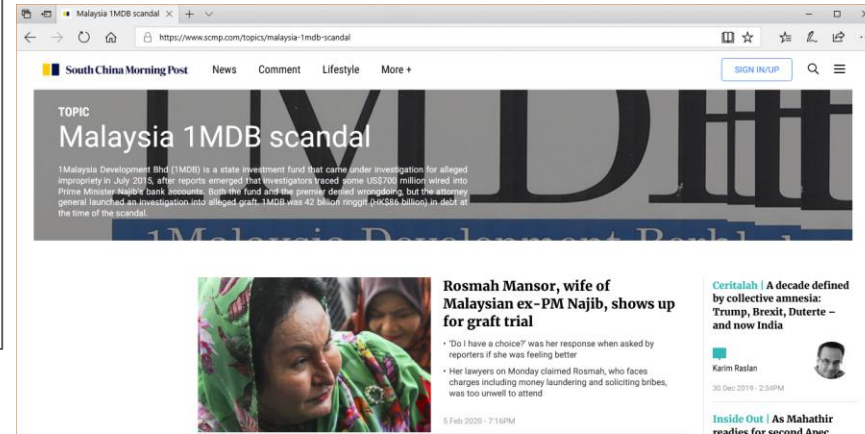 Malaysia 1MDB scandal
https://www.scmp.com/topics/malaysia-1mdb-scandal
South China Morning Post News Comment Lifestyle More +
SIGN IN/UP
TOPIC
Malaysia 1MDB scandal
1Malaysia Development Bhd (1MDB) is a state investment fund that came under investigation for alleged
impropriety in July 2015, after reports emerged that investigators traced some US$700 million wired into
Prime Minister Najib's bank accounts. Both the fund and the premier denied wrongdoing, but the attorney
general launched an investigation into alleged graft. 1MDB was 42 billion ringgit (HK$86 billion) in debt at
the time of the scandal.
1MDB
1Malaysia Development Berhad
Rosmah Mansor, wife of
Malaysian ex-PM Najib, shows up
for graft trial
• 'Do I have a choice?' was her response when asked by
reporters if she was feeling better
• Her lawyers on Monday claimed Rosmah, who faces
charges including money laundering and soliciting bribes,
was too unwell to attend
5 Feb 2020 - 7:16PM
Ceritalah | A decade defined
by collective amnesia:
Trump, Brexit, Duterte –
and now India
Karim Raslan
30 Dec 2019 - 2:34PM
Inside Out | As Mahathir
readies for second Apec